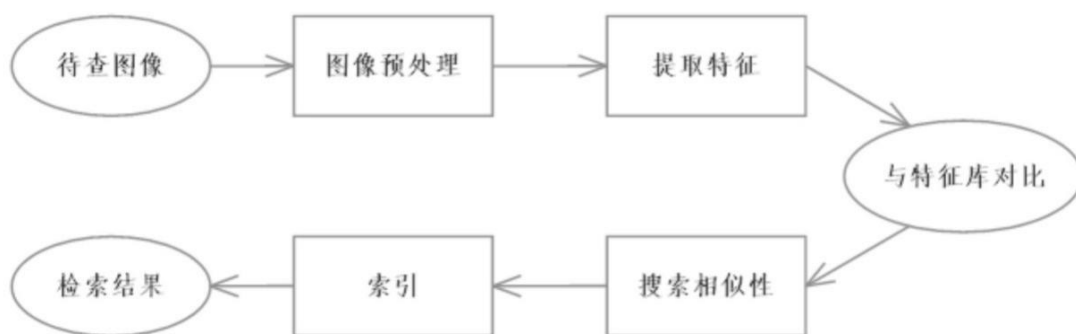 待查图像
图像预处理
提取特征
与特征库对比
搜索相似性
索引
检索结果